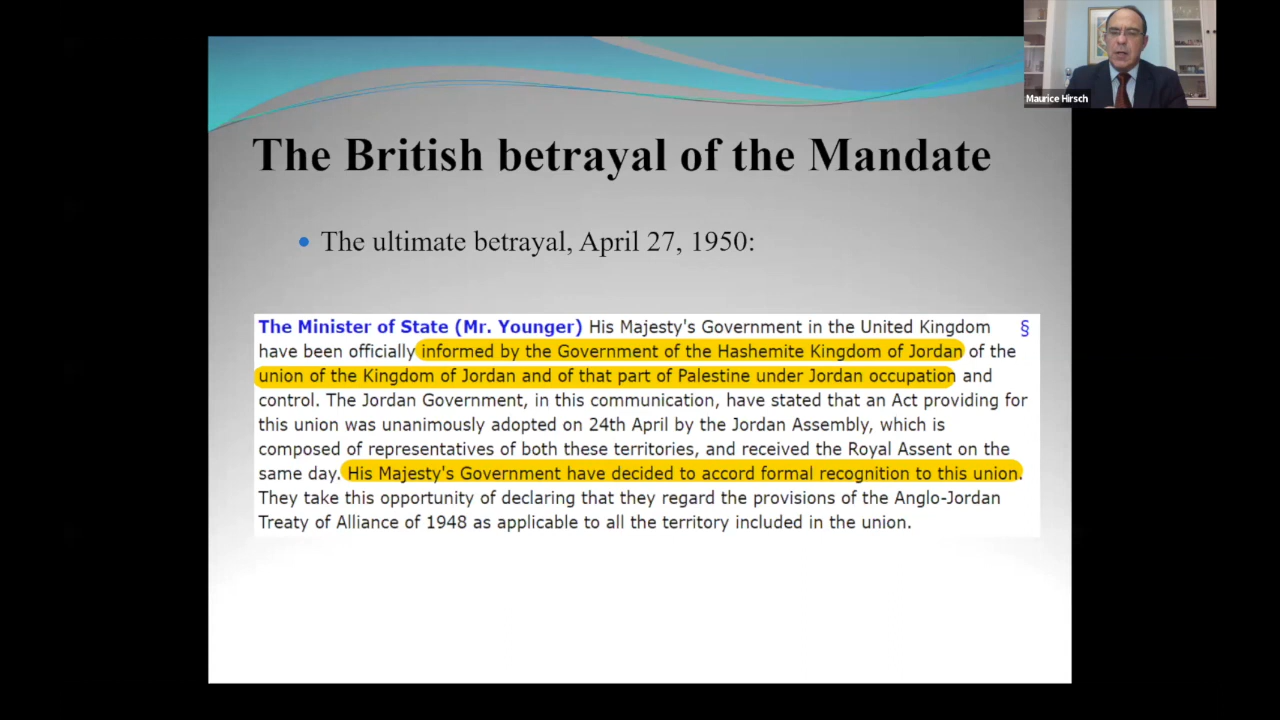 Maurice Hirsch
The British betrayal of the Mandate
• The ultimate betrayal, April 27, 1950:
The Minister of State (Mr. Younger) His Majesty's Government in the United Kingdom §
have been officially informed by the Government of the Hashemite Kingdom of Jordan of the
union of the Kingdom of Jordan and of that part of Palestine under Jordan occupation and
control. The Jordan Government, in this communication, have stated that an Act providing for
this union was unanimously adopted on 24th April by the Jordan Assembly, which is
composed of representatives of both these territories, and received the Royal Assent on the
same day. His Majesty's Government have decided to accord formal recognition to this union.
They take this opportunity of declaring that they regard the provisions of the Anglo-Jordan
Treaty of Alliance of 1948 as applicable to all the territory included in the union.